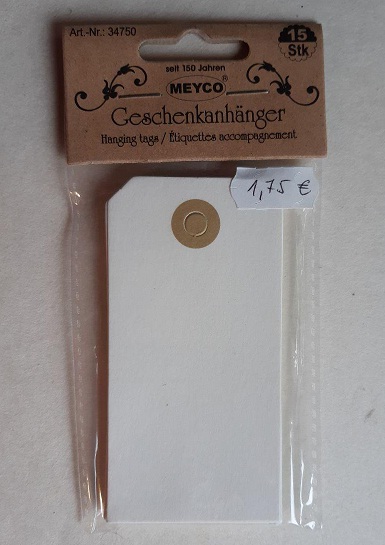 Art.-Nr.: 34750
15
Stk
seit 150 Jahren
MEYCO®
Geschenkanhänger
Hanging tags / Étiquettes accompagnement
1,75 €